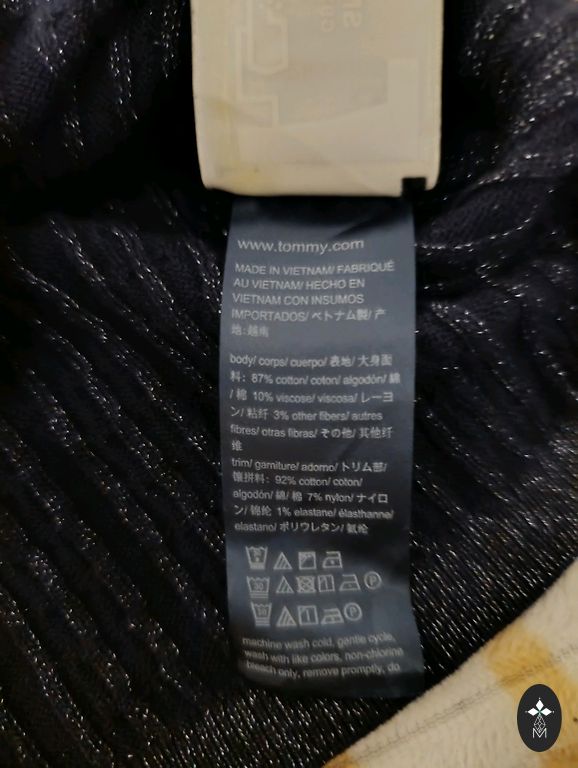 www.tommy.com
MADE IN VIETNAM/ FABRIQUÉ
AU VIETNAM/ HECHO EN
VIETNAM CON INSUMOS
IMPORTADOS/ ベトナム製/ 产
地: 越南
body/ corps/ cuerpo/ 表地/ 大身面
料: 87% cotton/ coton/ algodón/ 綿
/ 棉 10% viscose/ viscosa/ レーヨ
ン/ 粘纤 3% other fibers/ autres
fibres/ otras fibras/ その他/ 其他纤
维
trim/ garniture/ adorno/ トリム部/
镶拼料: 92% cotton/ coton/
algodón/ 綿/ 棉 7% nylon/ ナイロ
ン/ 锦纶 1% elastane/ élasthanne/
elastano/ ポリウレタン/ 氨纶
machine wash cold, gentle cycle,
wash with like colors, non-chlorine
bleach only, remove promptly, do
M